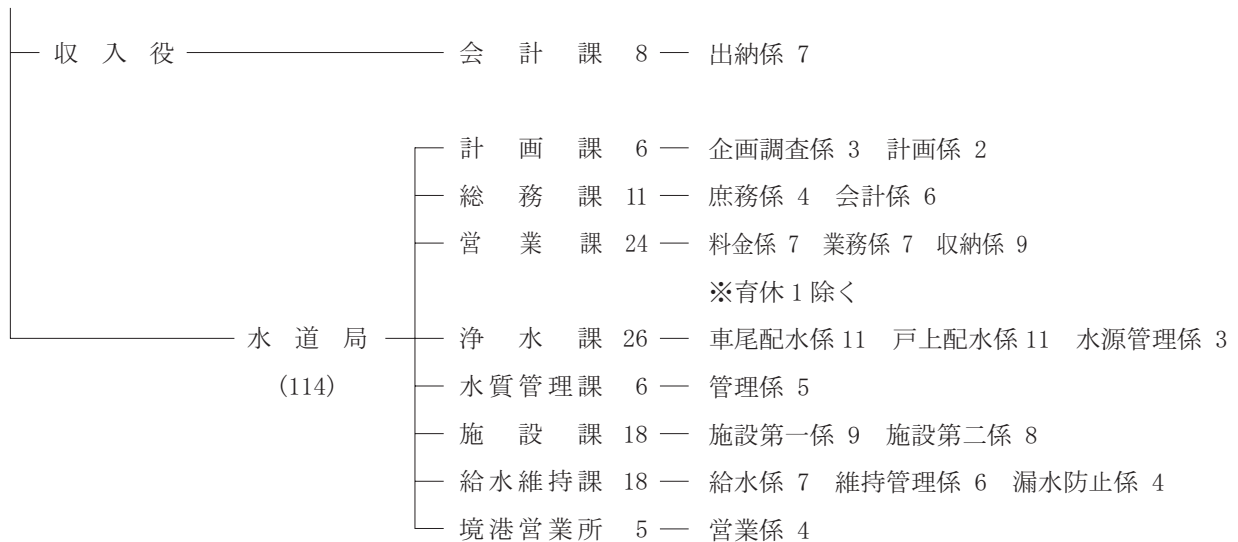 収入役 会計課 8 出納係 7
計画課 6 企画調査係 3 計画係 2
総務課 11 庶務係 4 会計係 6
営業課 24 料金係 7 業務係 7 収納係 9
※育休1除く
水道局 浄水課 26 車尾配水係 11 戸上配水係 11 水源管理係 3
(114) 水質管理課 6 管理係 5
施設課 18 施設第一係 9 施設第二係 8
給水維持課 18 給水係 7 維持管理係 6 漏水防止係 4
境港営業所 5 営業係 4